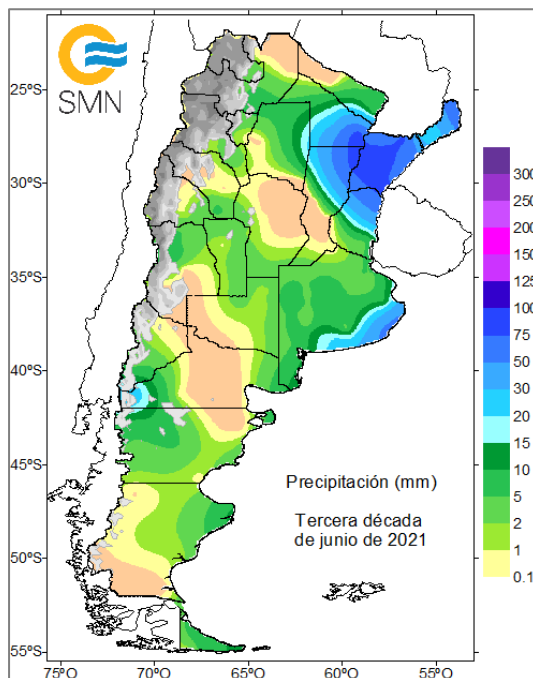 SMN
25ºS
30ºS
35ºS
40ºS
45ºS
50ºS
55ºS
75ºO
70ºO
65ºO
60ºO
55ºO
Precipitación (mm)
Tercera década
de junio de 2021
300
250
200
150
125
100
75
50
30
20
15
10
5
2
1
0.1